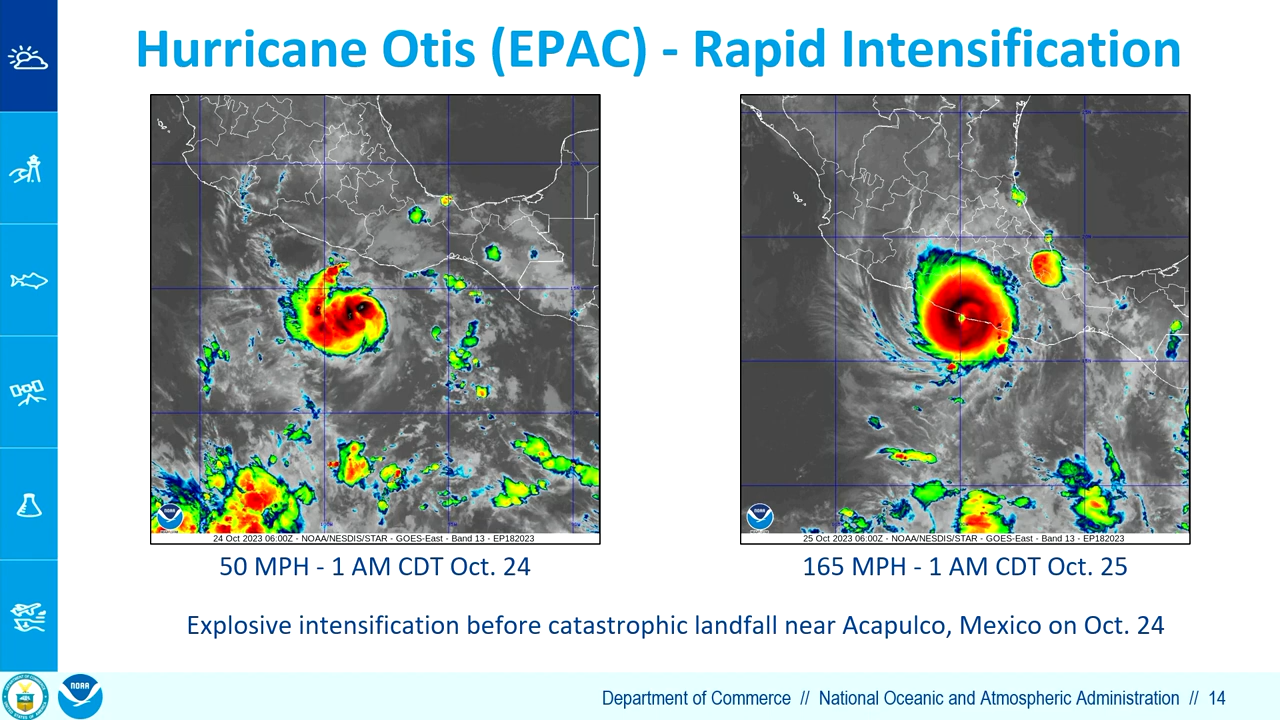 Hurricane Otis (EPAC) - Rapid Intensification
24 Oct 2023 06:00Z - NOAA/NESDIS/STAR - GOES-East - Band 13 - EP182023
25 Oct 2023 06:00Z - NOAA/NESDIS/STAR - GOES-East - Band 13 - EP182023
50 MPH - 1 AM CDT Oct. 24
165 MPH - 1 AM CDT Oct. 25
Explosive intensification before catastrophic landfall near Acapulco, Mexico on Oct. 24
NOAA
Department of Commerce // National Oceanic and Atmospheric Administration // 14